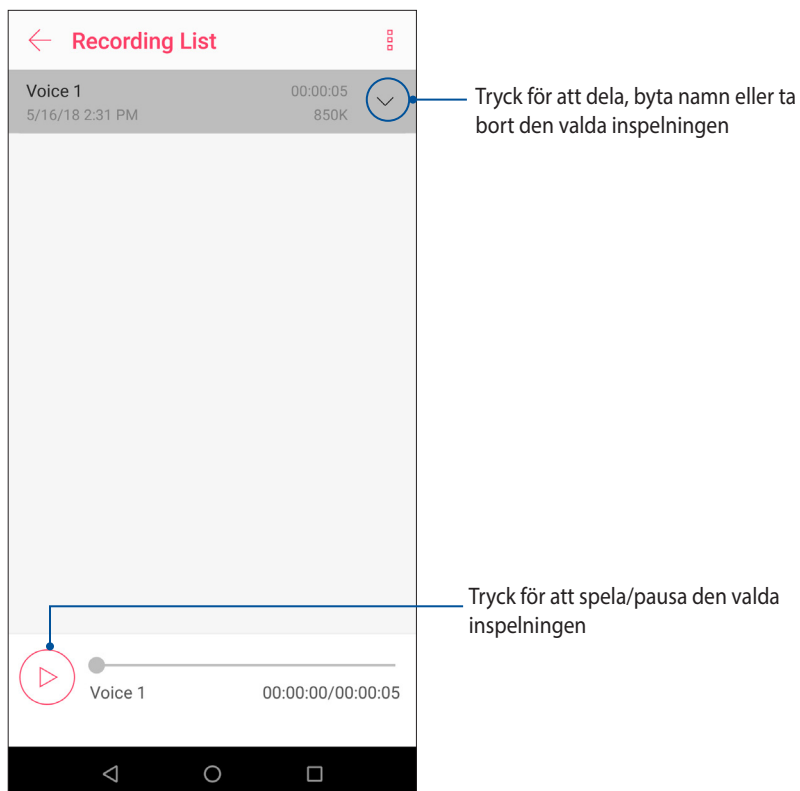 Recording List
Voice 1
00:00:05
5/16/18 2:31 PM
850K
Tryck för att dela, byta namn eller ta
bort den valda inspelningen
Tryck för att spela/pausa den valda
inspelningen
Voice 1
00:00:00/00:00:05